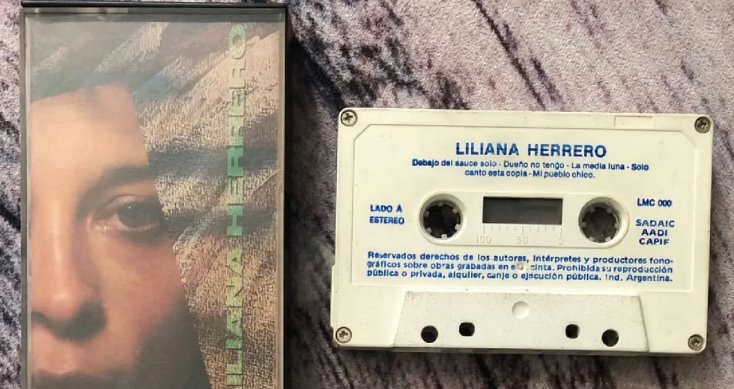 LILIANA HERRERO
LILIANA HERRERO
Debajo del sauce solo - Dueño no tengo - La media luna - Solo
canto esta copla - Mi pueblo chico.
LADO A
ESTEREO
LMC 000
SADAIC
AADI
CAPIF
100 50 0
Reservados derechos de los autores, intérpretes y productores fono-
gráficos sobre obras grabadas en e cinta. Prohibida su reproducción
pública o privada, alquiler, canje o ejecución pública. Ind. Argentina.